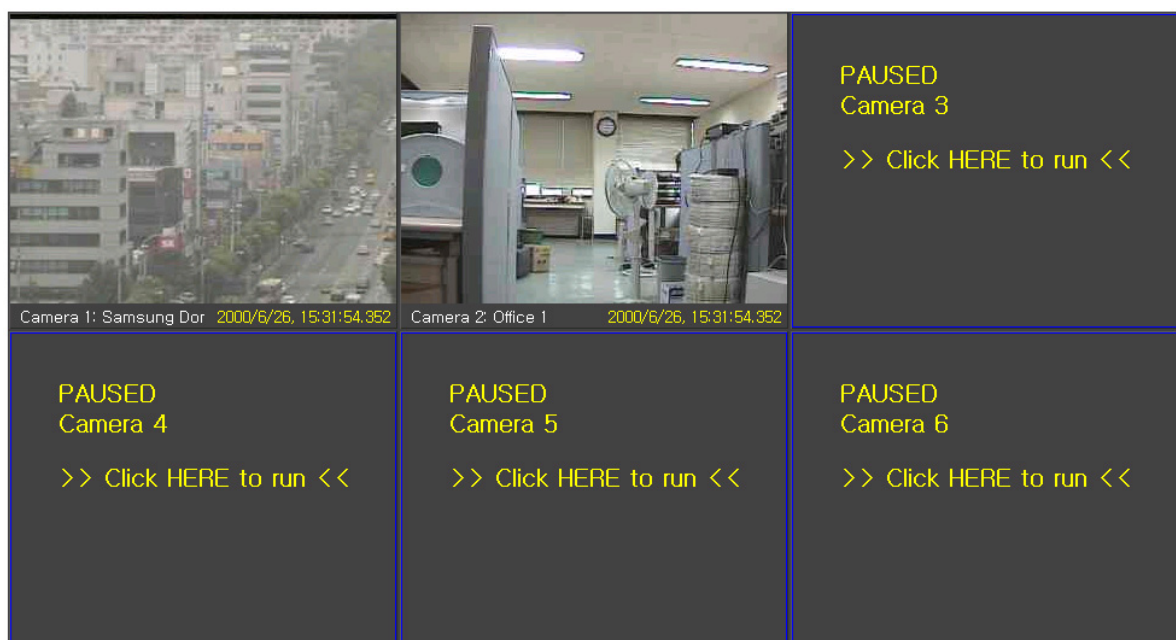 PAUSED
Camera 3
>> Click HERE to run <<
Camera 1: Samsung Dor 2000/6/26, 15:31:54.352
Camera 2: Office 1 2000/6/26, 15:31:54.352
PAUSED
Camera 4
>> Click HERE to run <<
PAUSED
Camera 5
>> Click HERE to run <<
PAUSED
Camera 6
>> Click HERE to run <<